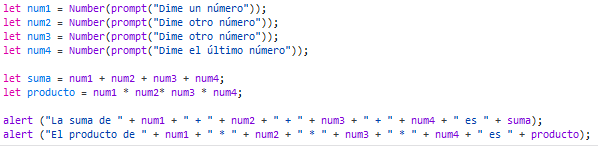 let num1 = Number(prompt("Dime un número"));
let num2 = Number(prompt("Dime otro número"));
let num3 = Number(prompt("Dime otro número"));
let num4 = Number(prompt("Dime el último número"));
let suma = num1 + num2 + num3 + num4;
let producto = num1 * num2* num3 * num4;
alert ("La suma de " + num1 + " + " + num2 + " + " + num3 + " + " + num4 + " es " + suma);
alert ("El producto de " + num1 + " * " + num2 + " * " + num3 + " * " + num4 + " es " + producto);